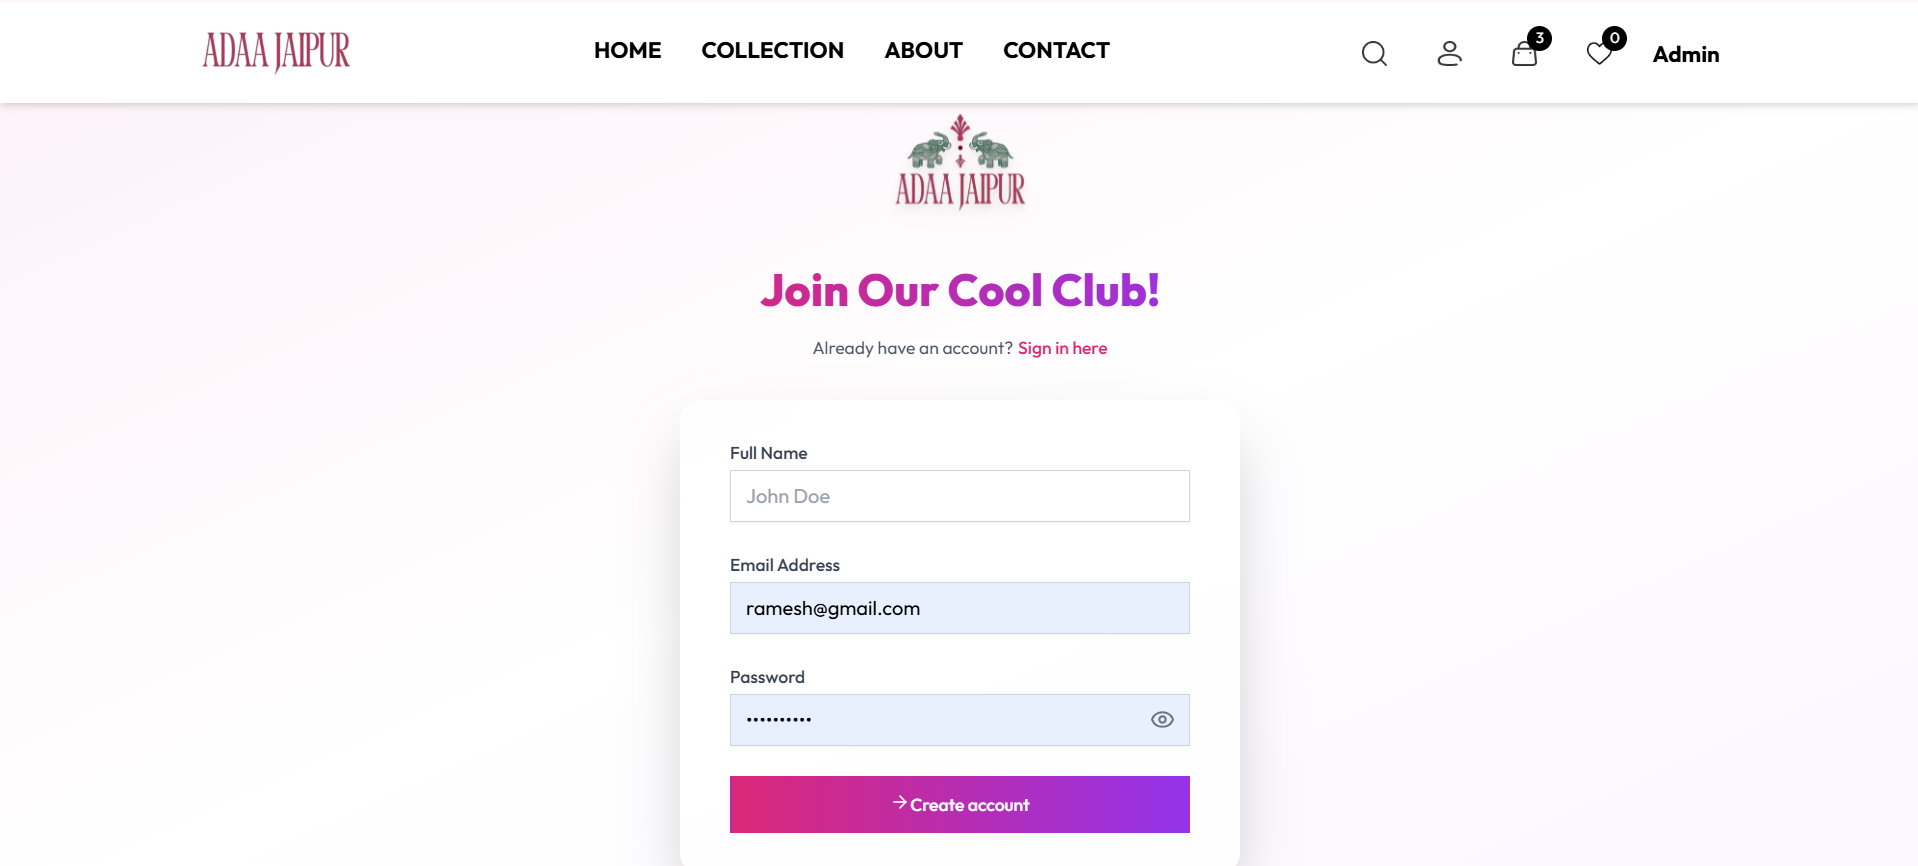 ADAA JAIPUR
HOME COLLECTION ABOUT CONTACT
3
0
Admin
ADAA JAIPUR
Join Our Cool Club!
Already have an account? Sign in here
Full Name
John Doe
Email Address
ramesh@gmail.com
Password
••••••••••
Create account